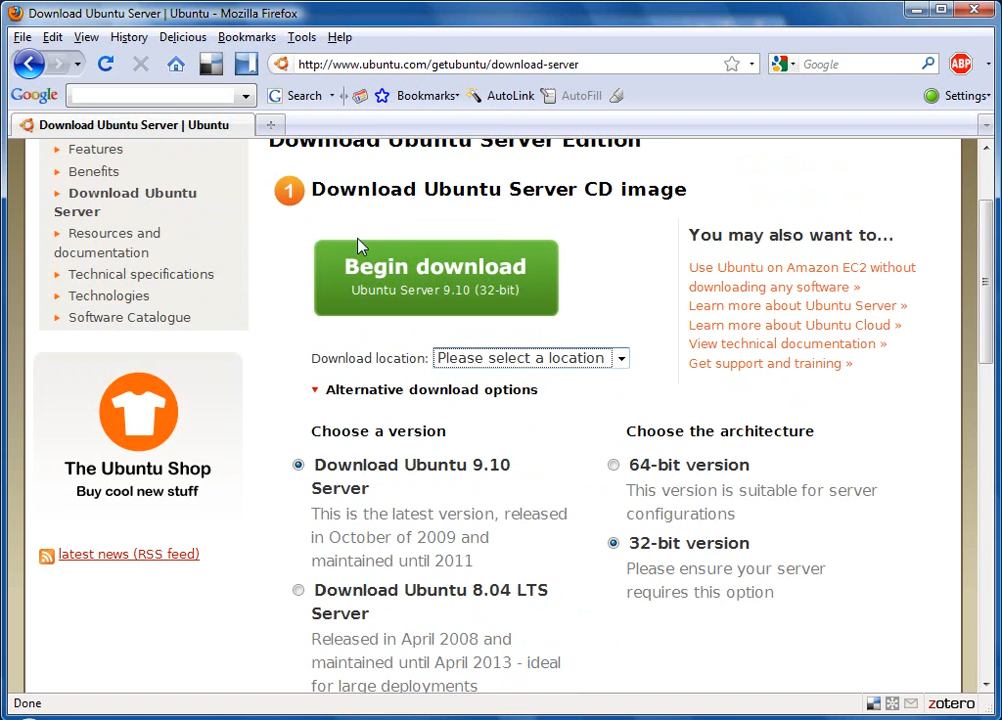 Download Ubuntu Server | Ubuntu - Mozilla Firefox
File Edit View History Delicious Bookmarks Tools Help
http://www.ubuntu.com/getubuntu/download-server
Google
ABP
Google
Search
Bookmarks
AutoLink
AutoFill
Settings
Download Ubuntu Server | Ubuntu
Features
Benefits
Download Ubuntu
Server
Resources and
documentation
Technical specifications
Technologies
Software Catalogue
The Ubuntu Shop
Buy cool new stuff
latest news (RSS feed)
Download Ubuntu Server Edition
1 Download Ubuntu Server CD image
Begin download
Ubuntu Server 9.10 (32-bit)
Download location: Please select a location
Alternative download options
Choose a version
Download Ubuntu 9.10
Server
This is the latest version, released
in October of 2009 and
maintained until 2011
Download Ubuntu 8.04 LTS
Server
Released in April 2008 and
maintained until April 2013 - ideal
for large deployments
Choose the architecture
64-bit version
This version is suitable for server
configurations
32-bit version
Please ensure your server
requires this option
You may also want to...
Use Ubuntu on Amazon EC2 without
downloading any software »
Learn more about Ubuntu Server »
Learn more about Ubuntu Cloud »
View technical documentation »
Get support and training »
Done
zotero